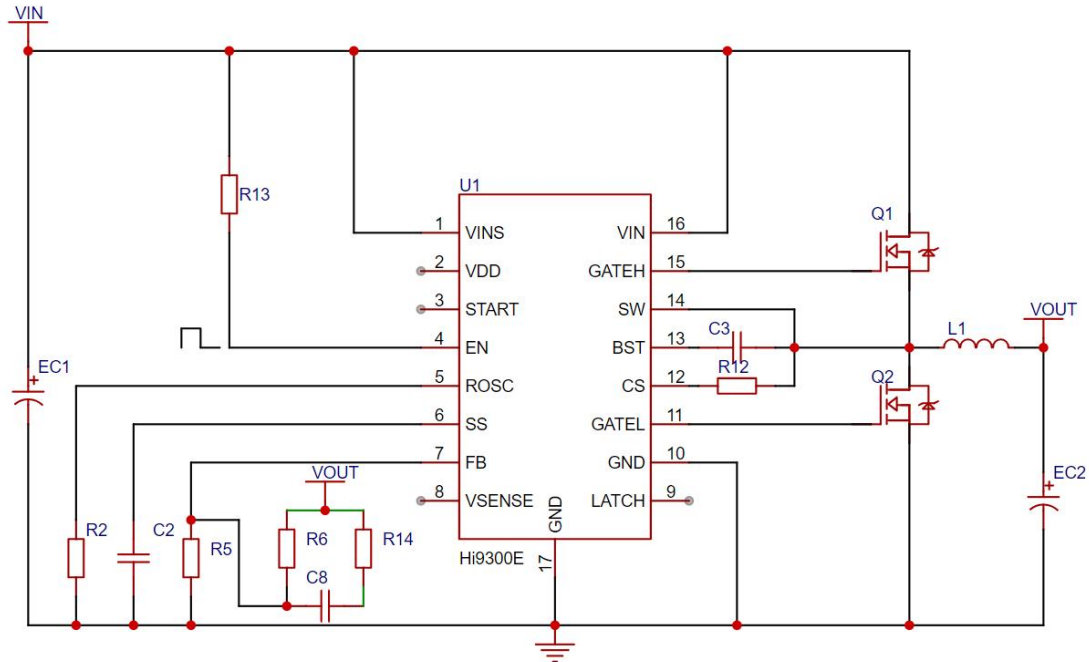 VIN
R13
U1
Q1
1 VINS VIN 16
2 VDD GATEH 15
3 START SW 14
VOUT
C3
L1
4 EN BST 13
EC1
R12
Q2
5 ROSC CS 12
6 SS GATEL 11
7 FB GND 10
VOUT
EC2
8 VSENSE LATCH 9
GND
R2
C2
R5
R6
R14
Hi9300E
17
C8